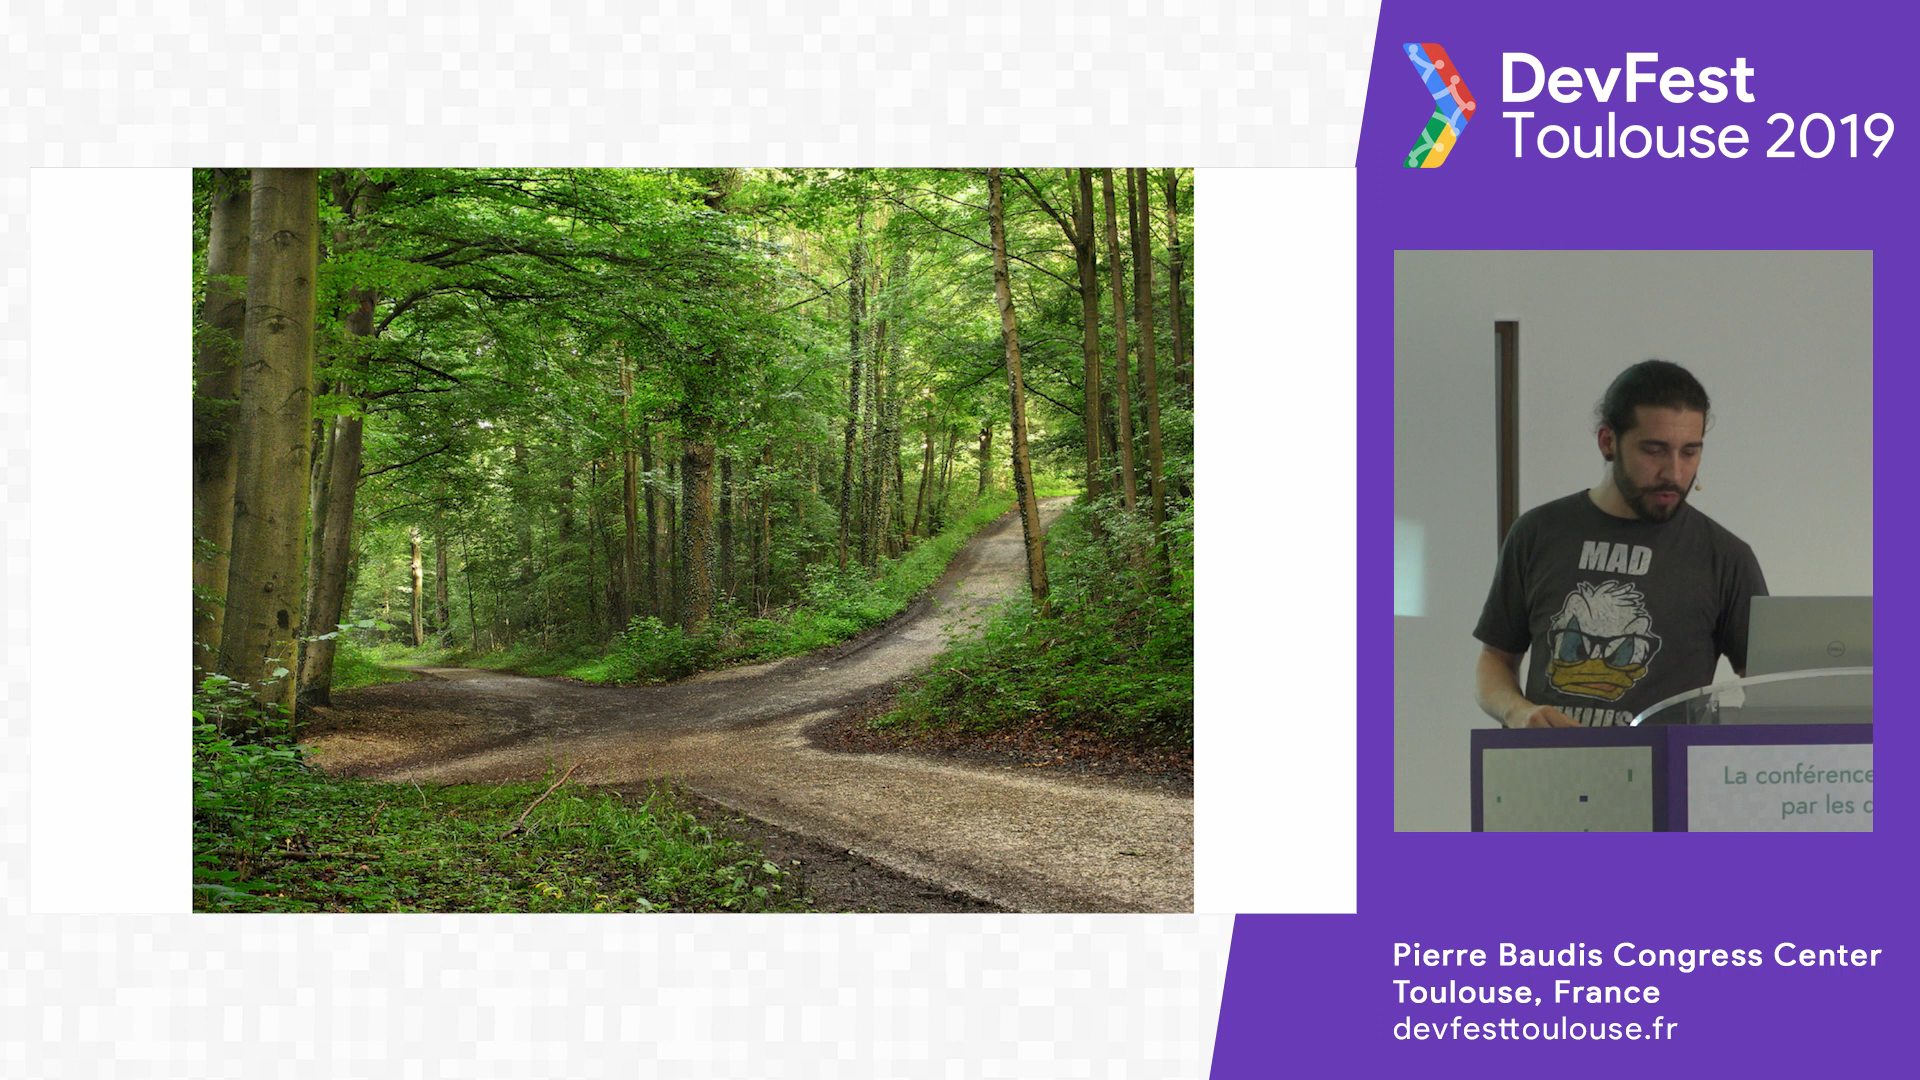 DevFest
Toulouse 2019
MAD
La conférence
par les
Pierre Baudis Congress Center
Toulouse, France
devfesttoulouse.fr